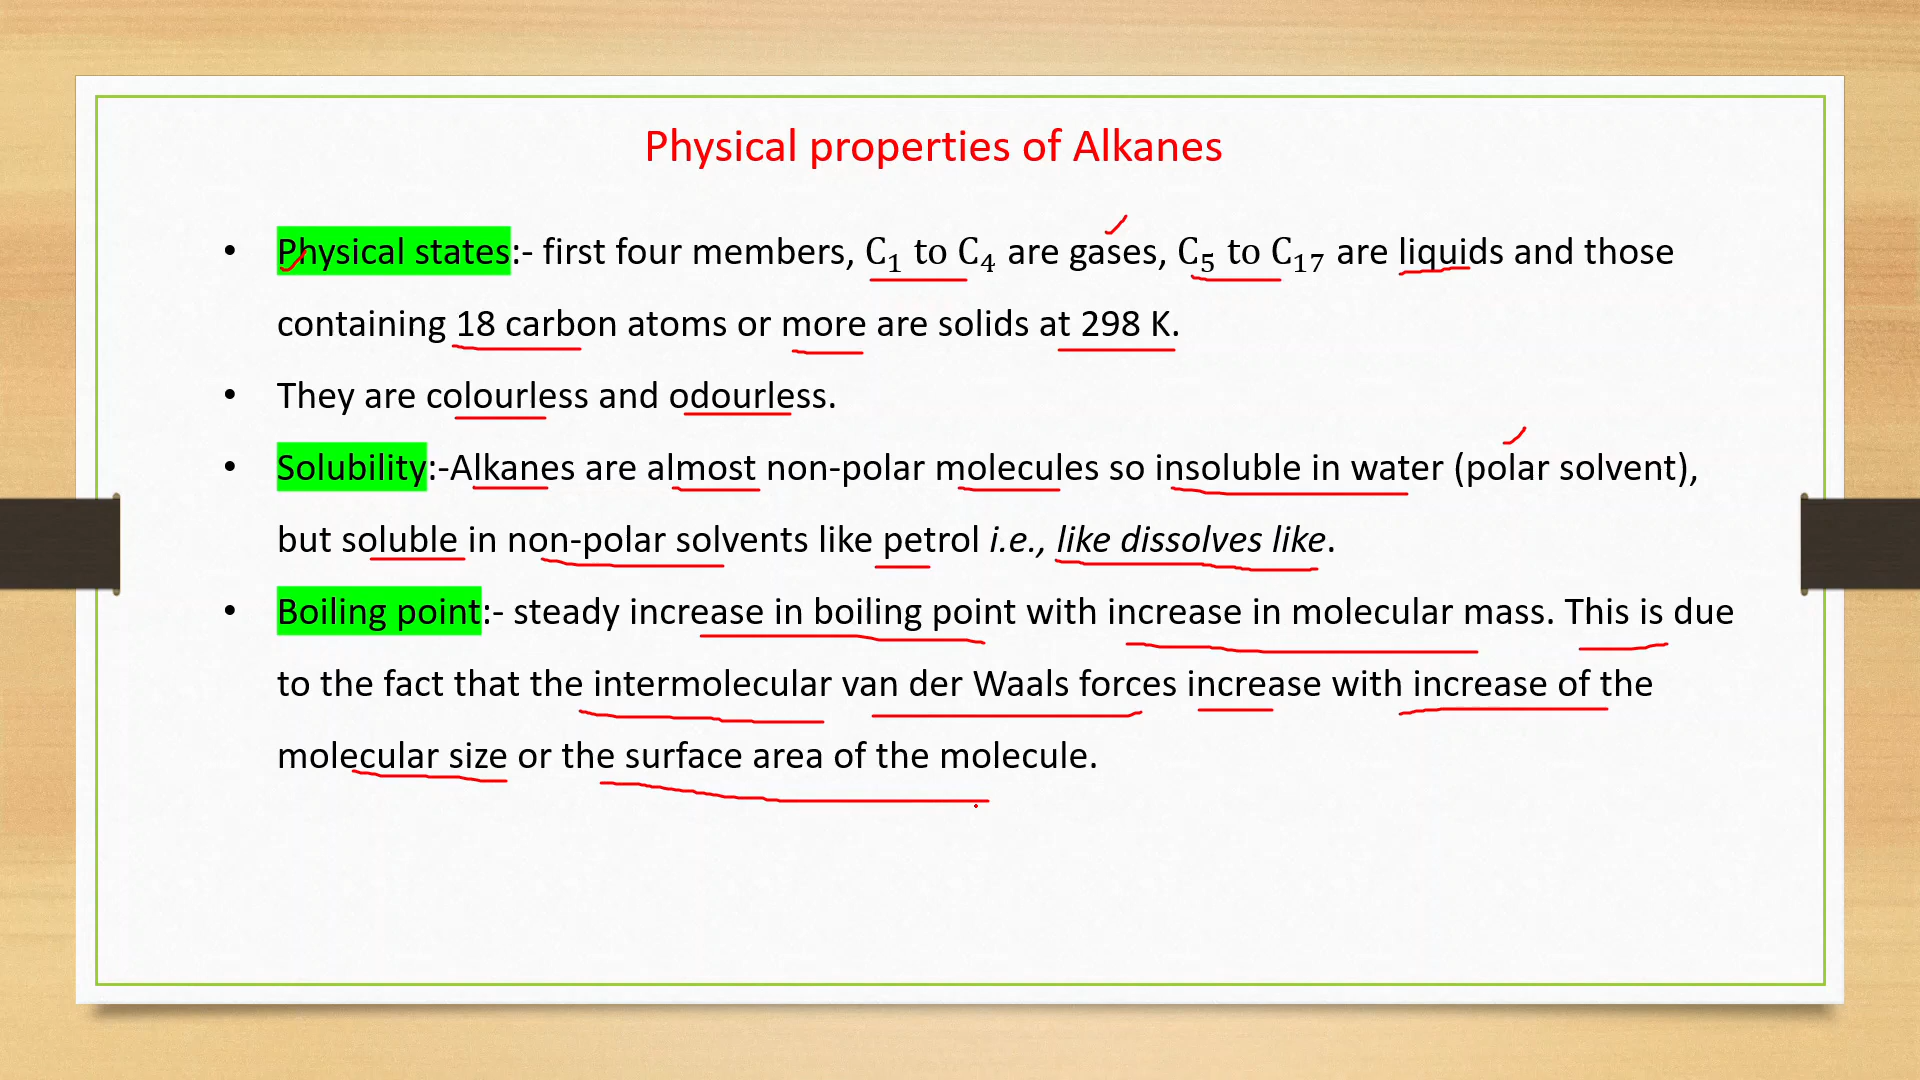 Physical properties of Alkanes
• Physical states:- first four members, C₁ to C₄ are gases, C₅ to C₁₇ are liquids and those
containing 18 carbon atoms or more are solids at 298 K.
• They are colourless and odourless.
• Solubility:-Alkanes are almost non-polar molecules so insoluble in water (polar solvent),
but soluble in non-polar solvents like petrol i.e., like dissolves like.
• Boiling point:- steady increase in boiling point with increase in molecular mass. This is due
to the fact that the intermolecular van der Waals forces increase with increase of the
molecular size or the surface area of the molecule.